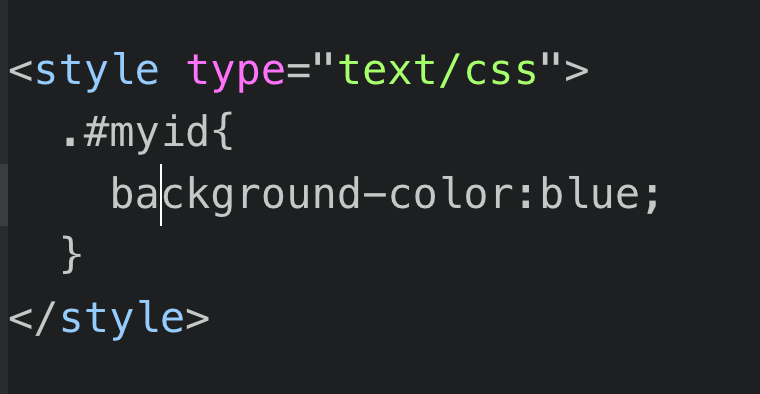 <style type="text/css">
.#myid{
background-color:blue;
}
</style>